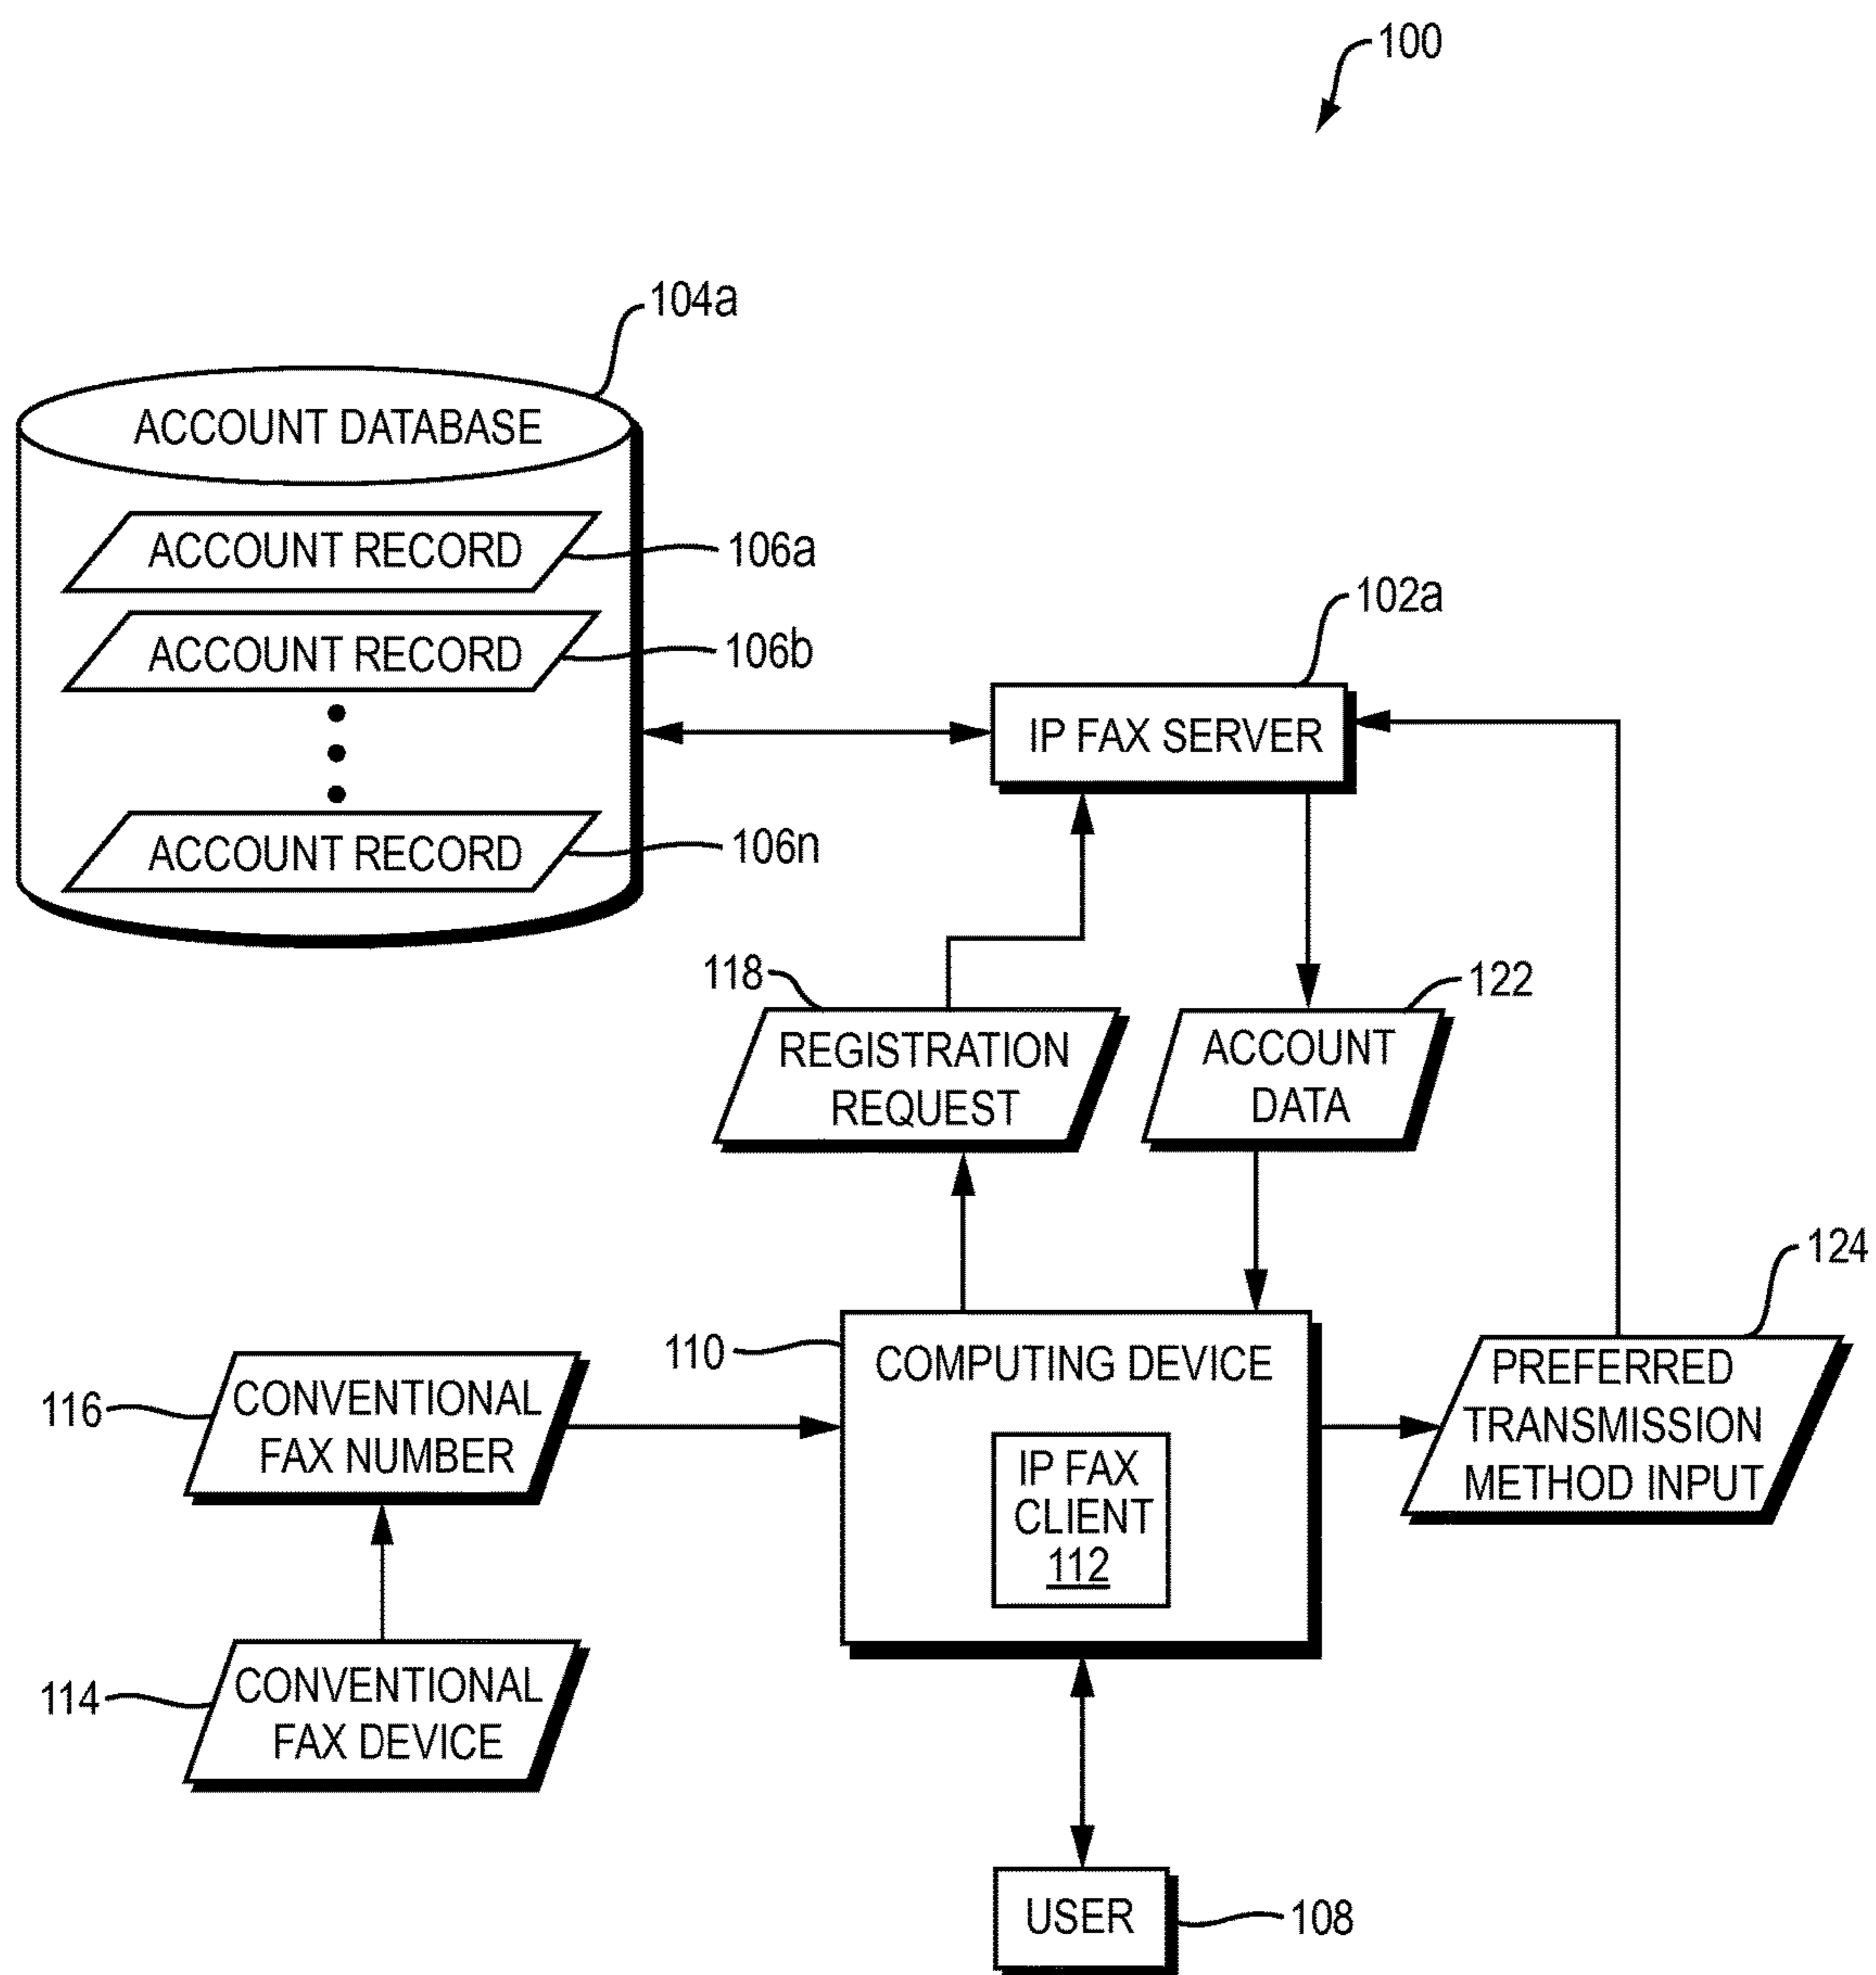 100
104a
ACCOUNT DATABASE
ACCOUNT RECORD
106a
ACCOUNT RECORD
106b
ACCOUNT RECORD
106n
102a
IP FAX SERVER
118
REGISTRATION
REQUEST
122
ACCOUNT
DATA
124
PREFERRED
TRANSMISSION
METHOD INPUT
110
COMPUTING DEVICE
IP FAX
CLIENT
112
116
CONVENTIONAL
FAX NUMBER
114
CONVENTIONAL
FAX DEVICE
USER
108